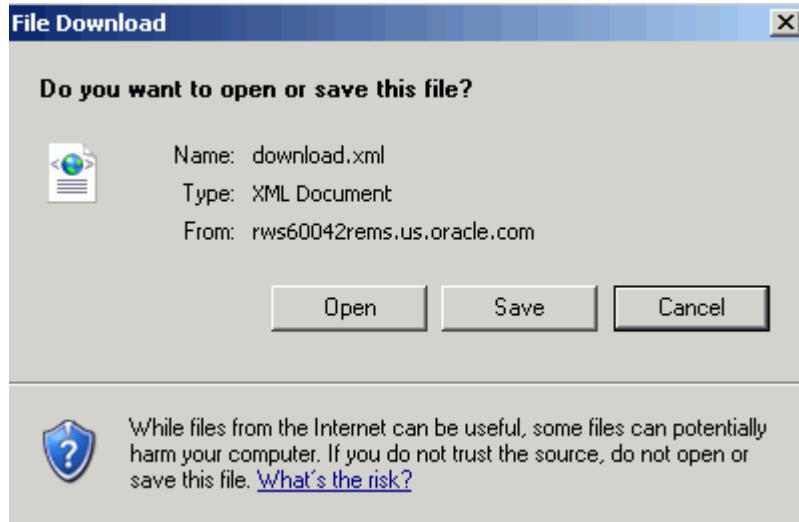 File Download
Do you want to open or save this file?
Name: download.xml
Type: XML Document
From: rws60042rems.us.oracle.com
Open Save Cancel
While files from the Internet can be useful, some files can potentially
harm your computer. If you do not trust the source, do not open or
save this file. What's the risk?